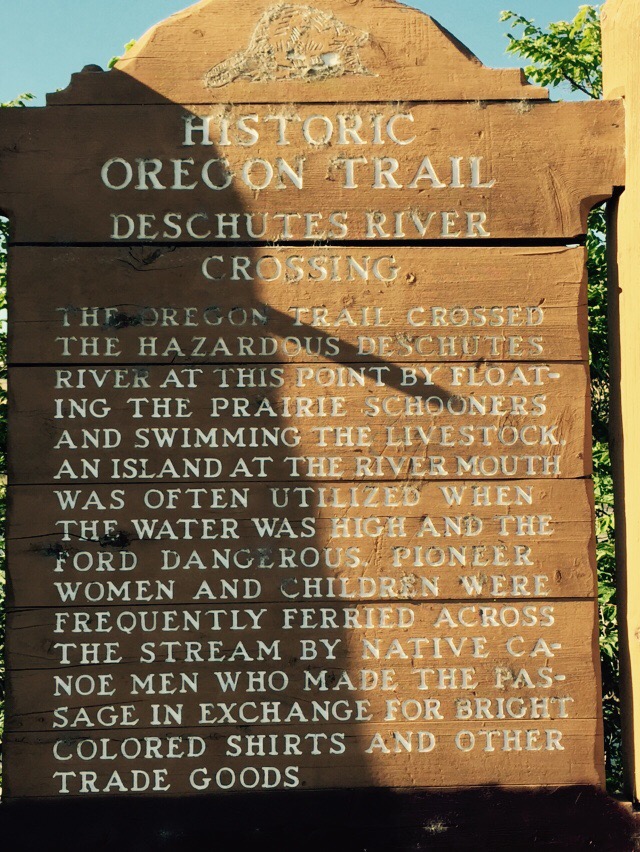 HISTORIC
OREGON TRAIL
DESCHUTES RIVER
CROSSING
THE OREGON TRAIL CROSSED
THE HAZARDOUS DESCHUTES
RIVER AT THIS POINT BY FLOAT-
ING THE PRAIRIE SCHOONERS
AND SWIMMING THE LIVESTOCK.
AN ISLAND AT THE RIVER MOUTH
WAS OFTEN UTILIZED WHEN
THE WATER WAS HIGH AND THE
FORD DANGEROUS. PIONEER
WOMEN AND CHILDREN WERE
FREQUENTLY FERRIED ACROSS
THE STREAM BY NATIVE CA-
NOE MEN WHO MADE THE PAS-
SAGE IN EXCHANGE FOR BRIGHT
COLORED SHIRTS AND OTHER
TRADE GOODS